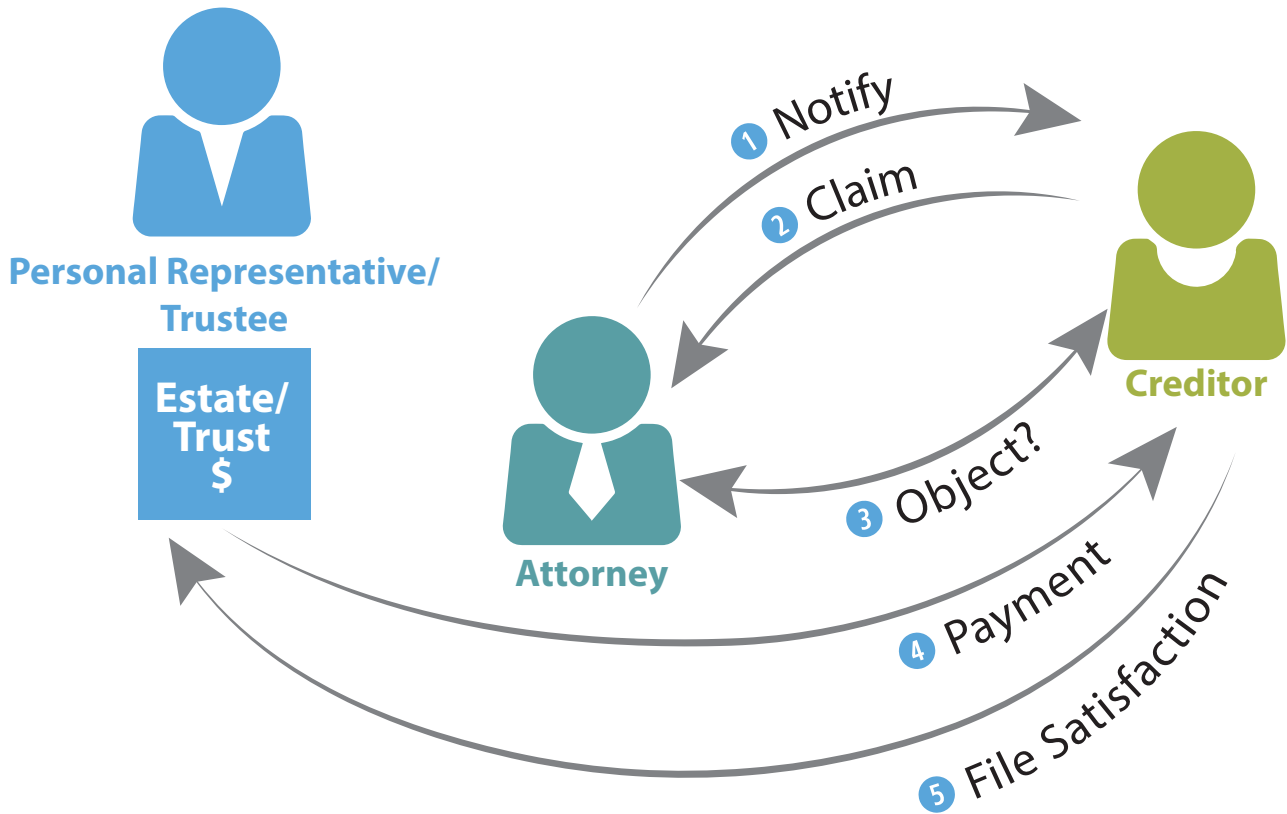 Personal Representative/
Trustee
Estate/
Trust
$
Attorney
Creditor
1 Notify
2 Claim
3 Object?
4 Payment
5 File Satisfaction